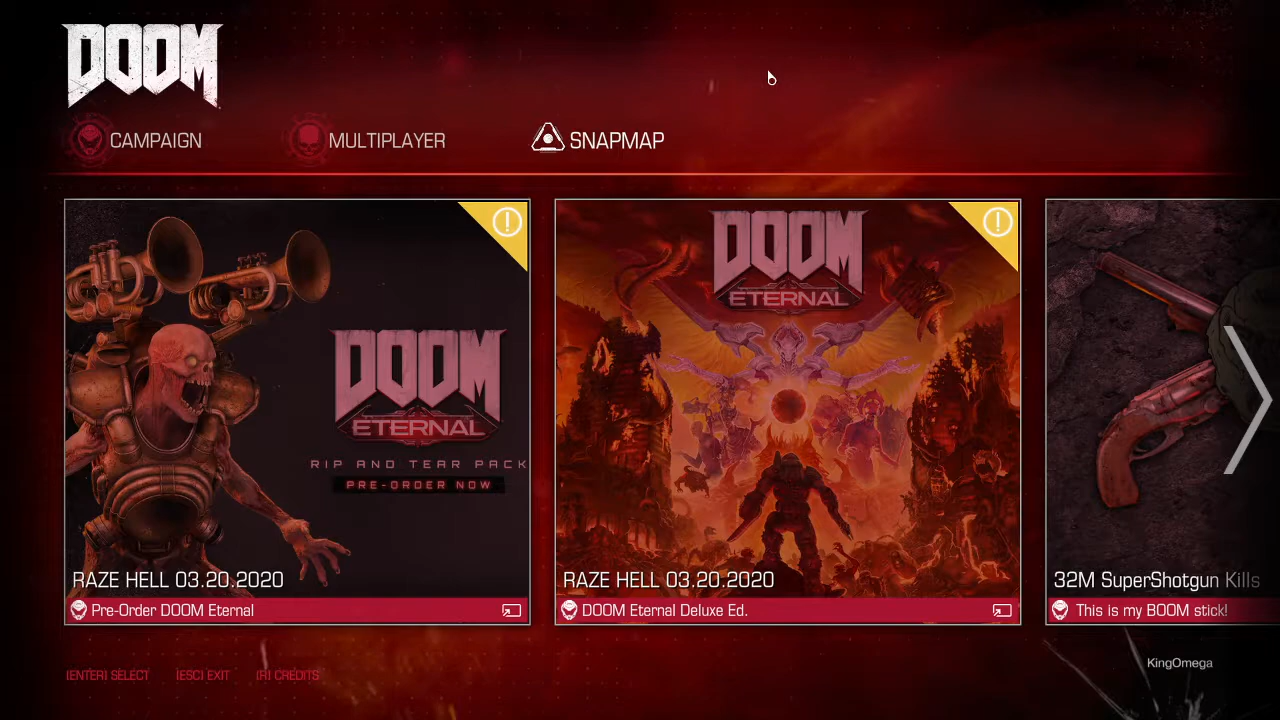 DOOM
CAMPAIGN
MULTIPLAYER
SNAPMAP
DOOM
ETERNAL
RIP AND TEAR PACK
PRE-ORDER NOW
RAZE HELL 03.20.2020
Pre-Order DOOM Eternal
DOOM
ETERNAL
RAZE HELL 03.20.2020
DOOM Eternal Deluxe Ed.
32M SuperShotgun Kills
This is my BOOM stick!
[ENTER] SELECT [ESC] EXIT [R] CREDITS
KingOmega